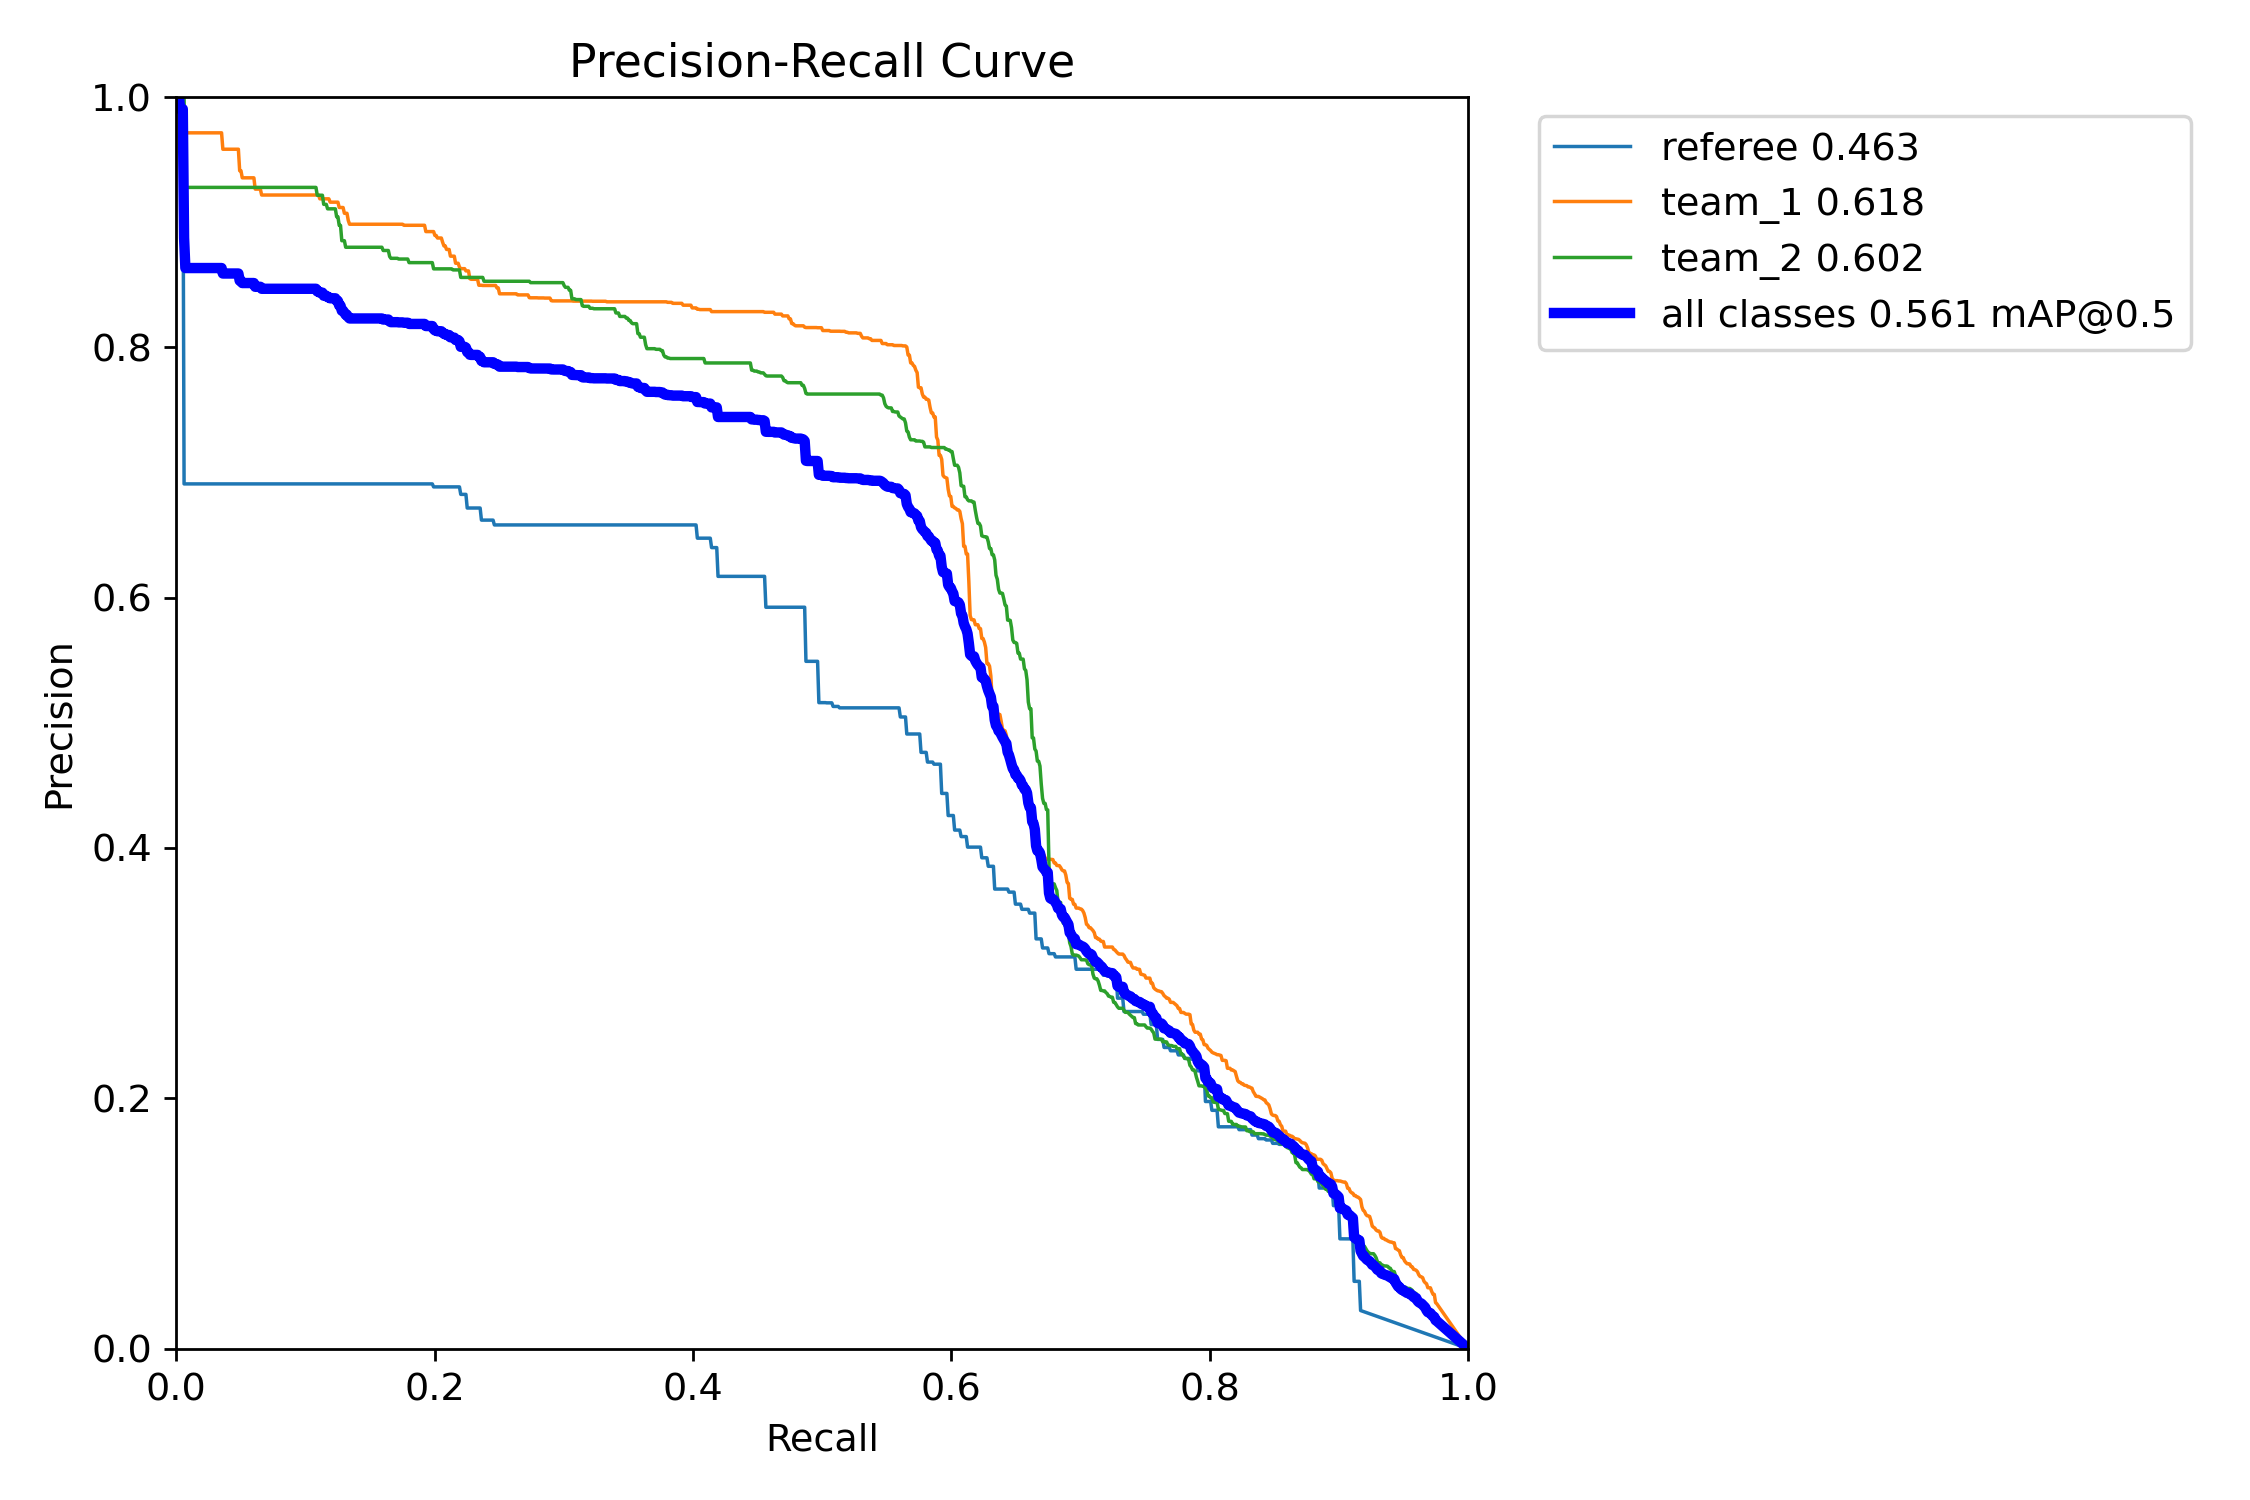 Precision-Recall Curve
1.0
0.8
0.6
0.4
0.2
0.0
Precision
0.0 0.2 0.4 0.6 0.8 1.0
Recall
referee 0.463
team_1 0.618
team_2 0.602
all classes 0.561 mAP@0.5